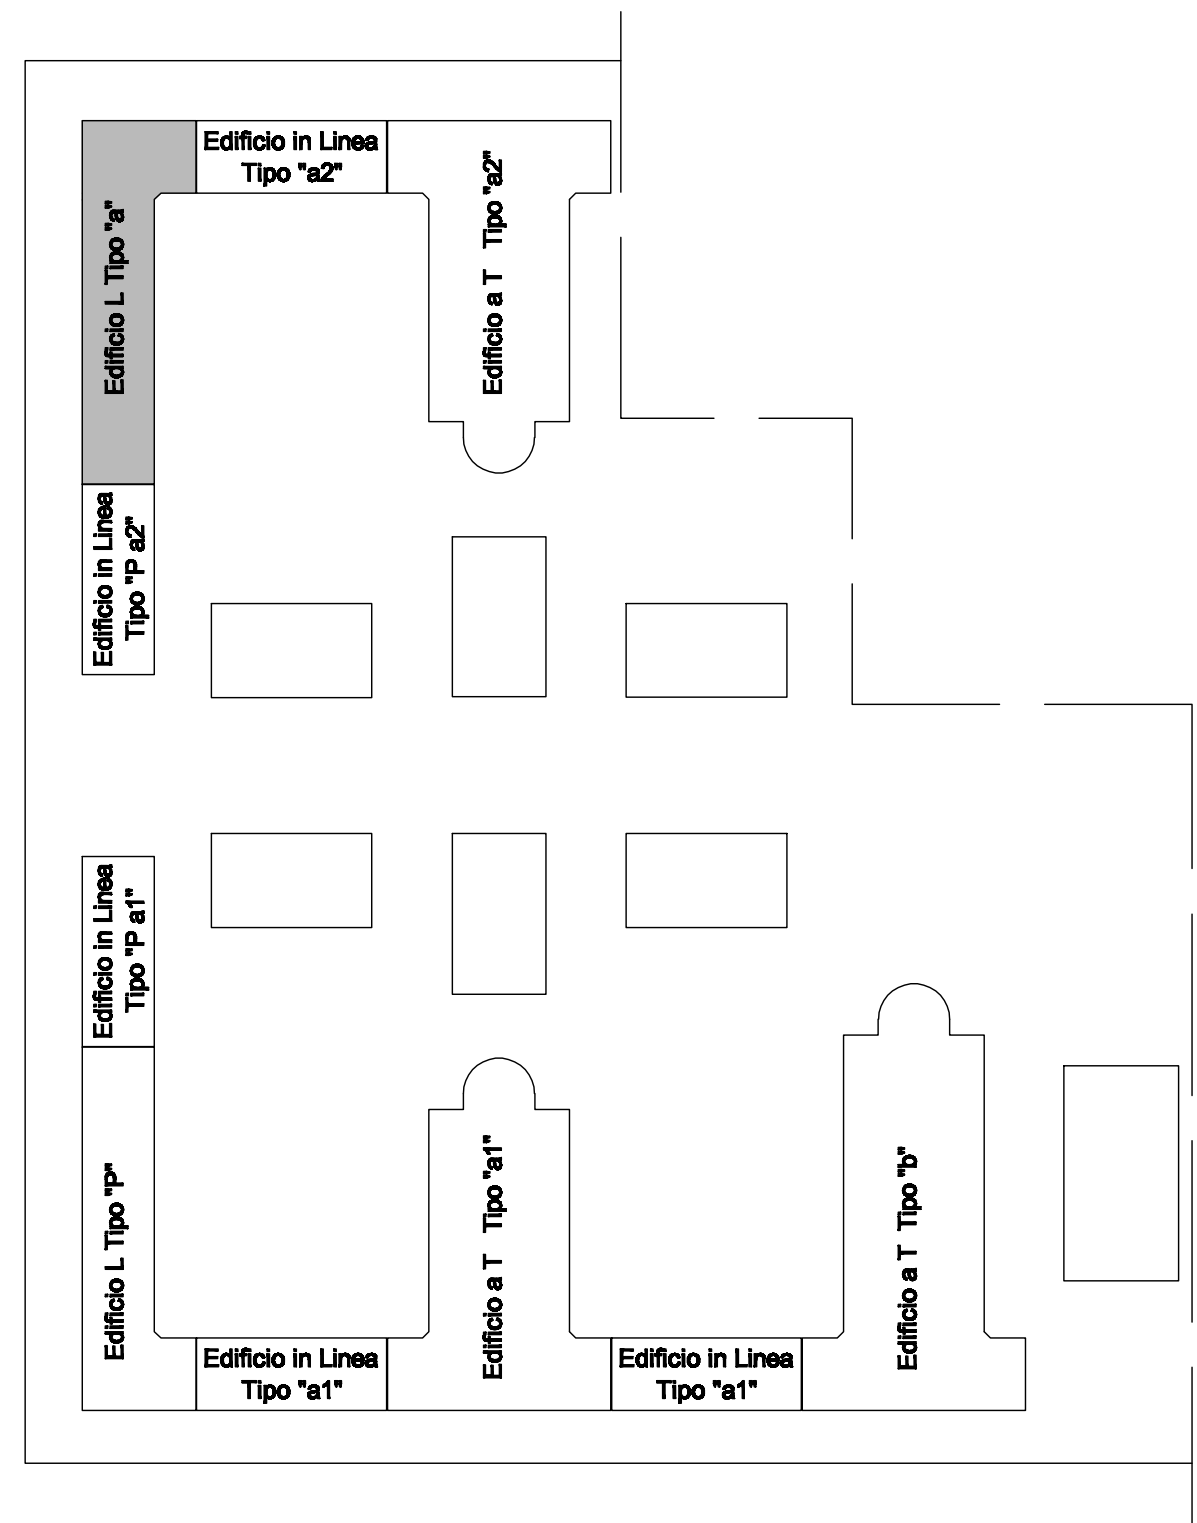 Edificio in Linea
Tipo "a2"
Edificio a T   Tipo "a2"
Edificio L Tipo "a"
Edificio in Linea
Tipo "P a2"
Edificio in Linea
Tipo "P a1"
Edificio L Tipo "P"
Edificio a T   Tipo "a1"
Edificio a T   Tipo "b"
Edificio in Linea
Tipo "a1"
Edificio in Linea
Tipo "a1"